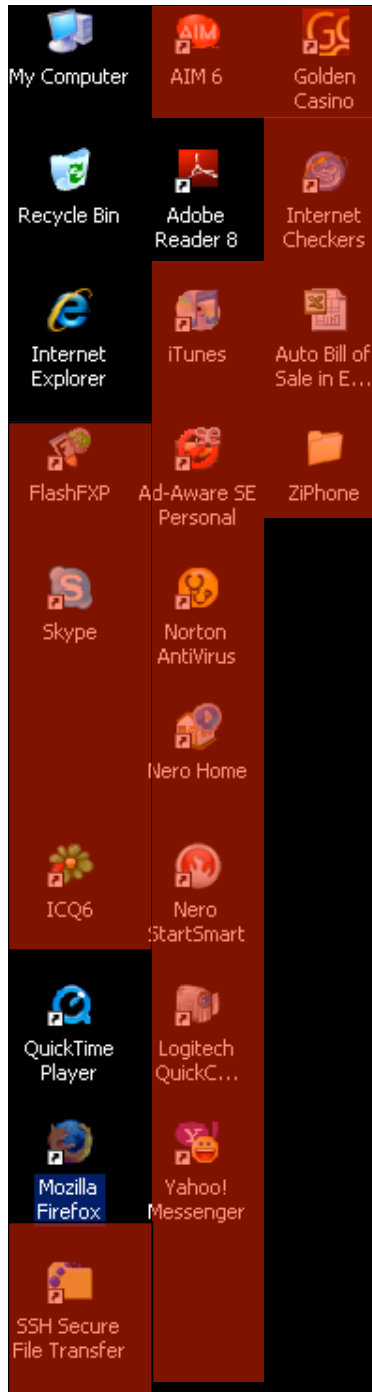 My Computer
AIM 6
Golden
Casino
Recycle Bin
Adobe
Reader 8
Internet
Checkers
Internet
Explorer
iTunes
Auto Bill of
Sale in E...
FlashFXP
Ad-Aware SE
Personal
ZiPhone
Skype
Norton
AntiVirus
Nero Home
ICQ6
Nero
StartSmart
QuickTime
Player
Logitech
QuickC...
Mozilla
Firefox
Yahoo!
Messenger
SSH Secure
File Transfer